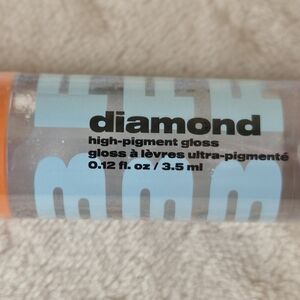 diamond
high-pigment gloss
gloss à lèvres ultra-pigmenté
0.12 fl. oz / 3.5 ml